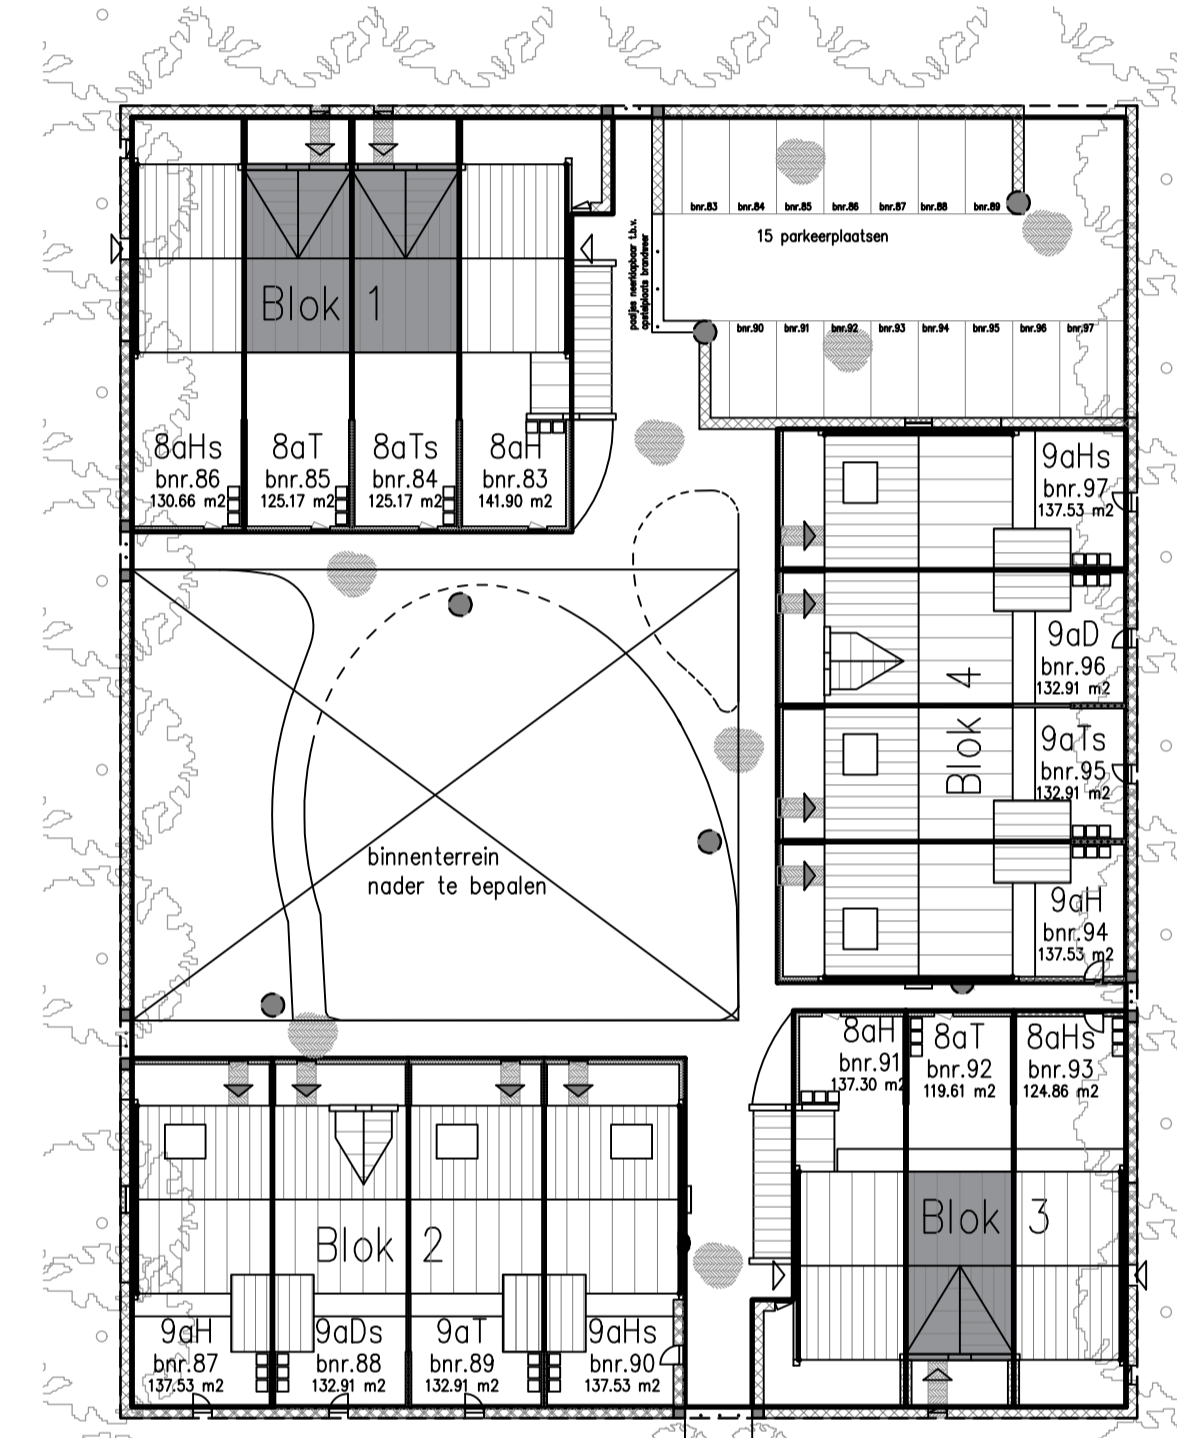 bnr.83 bnr.84 bnr.85 bnr.86 bnr.87 bnr.88 bnr.89
15 parkeerplaatsen
paaltjes neerklapbaar t.b.v.
opstelplaats brandweer
bnr.90 bnr.91 bnr.92 bnr.93 bnr.94 bnr.95 bnr.96 bnr.97
Blok 1
8aHs
bnr.86
130.66 m2
8aT
bnr.85
125.17 m2
8aTs
bnr.84
125.17 m2
8aH
bnr.83
141.90 m2
9aHs
bnr.97
137.53 m2
9aD
bnr.96
132.91 m2
Blok 4
9aTs
bnr.95
132.91 m2
9aH
bnr.94
137.53 m2
binnenterrein
nader te bepalen
8aH
bnr.91
137.30 m2
8aT
bnr.92
119.61 m2
8aHs
bnr.93
124.86 m2
Blok 3
Blok 2
9aH
bnr.87
137.53 m2
9aDs
bnr.88
132.91 m2
9aT
bnr.89
132.91 m2
9aHs
bnr.90
137.53 m2